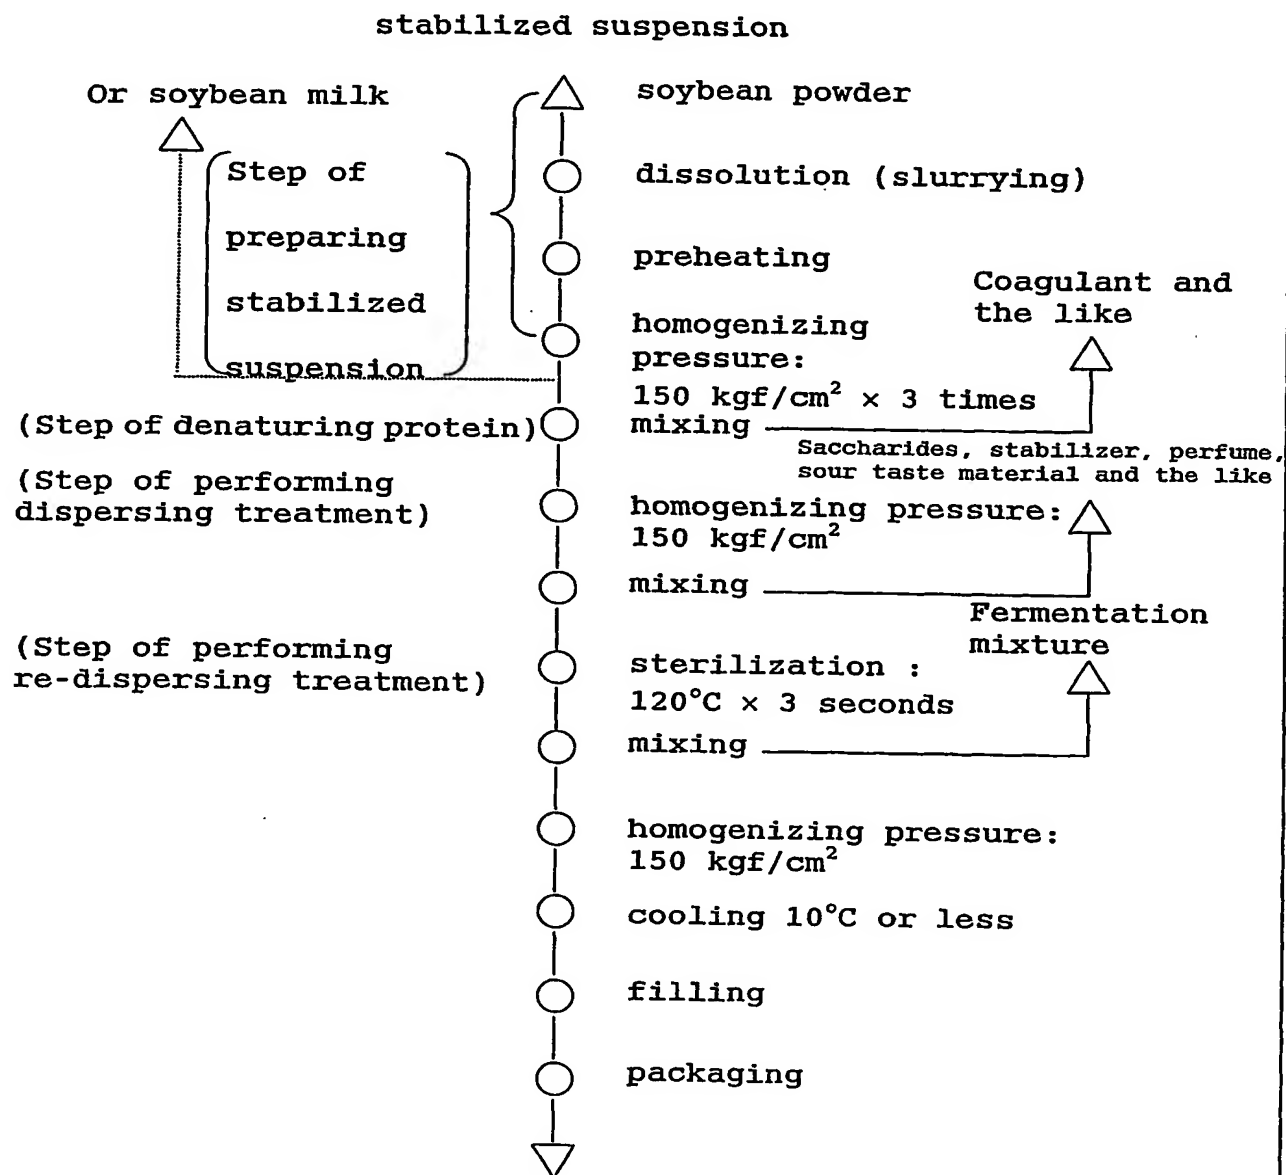 stabilized suspension
Or soybean milk
soybean powder
Step of
preparing
stabilized
suspension
dissolution (slurrying)
preheating
Coagulant and
the like
homogenizing
pressure:
150 kgf/cm² × 3 times
(Step of denaturing protein)
mixing
Saccharides, stabilizer, perfume,
sour taste material and the like
(Step of performing
dispersing treatment)
homogenizing pressure:
150 kgf/cm²
mixing
Fermentation
mixture
(Step of performing
re-dispersing treatment)
sterilization :
120°C × 3 seconds
mixing
homogenizing pressure:
150 kgf/cm²
cooling 10°C or less
filling
packaging